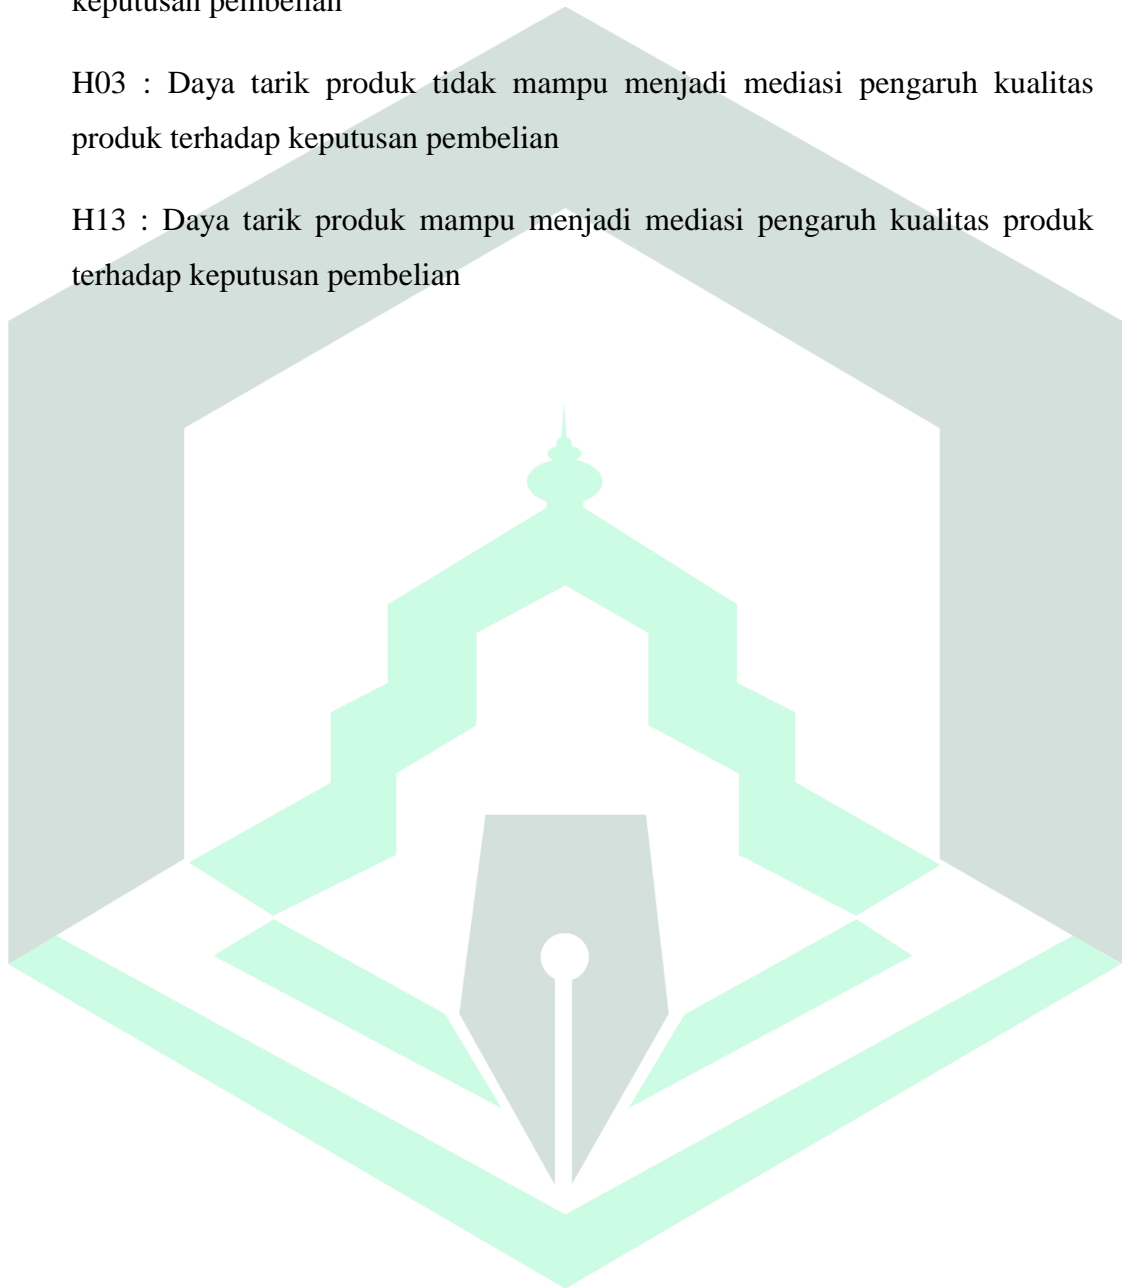 keputusan pembelian
H03 : Daya tarik produk tidak mampu menjadi mediasi pengaruh kualitas
produk terhadap keputusan pembelian
H13 : Daya tarik produk mampu menjadi mediasi pengaruh kualitas produk
terhadap keputusan pembelian